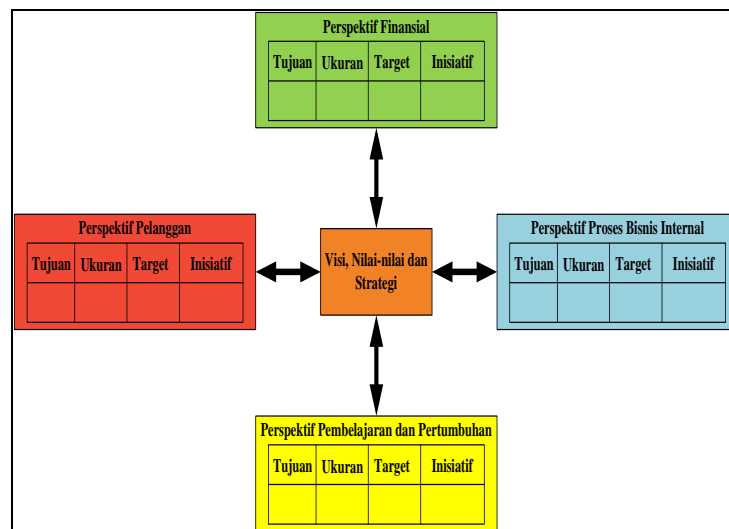 Perspektif Finansial
Tujuan Ukuran Target Inisiatif
Perspektif Pelanggan
Tujuan Ukuran Target Inisiatif
Visi, Nilai-nilai dan
Strategi
Perspektif Proses Bisnis Internal
Tujuan Ukuran Target Inisiatif
Perspektif Pembelajaran dan Pertumbuhan
Tujuan Ukuran Target Inisiatif